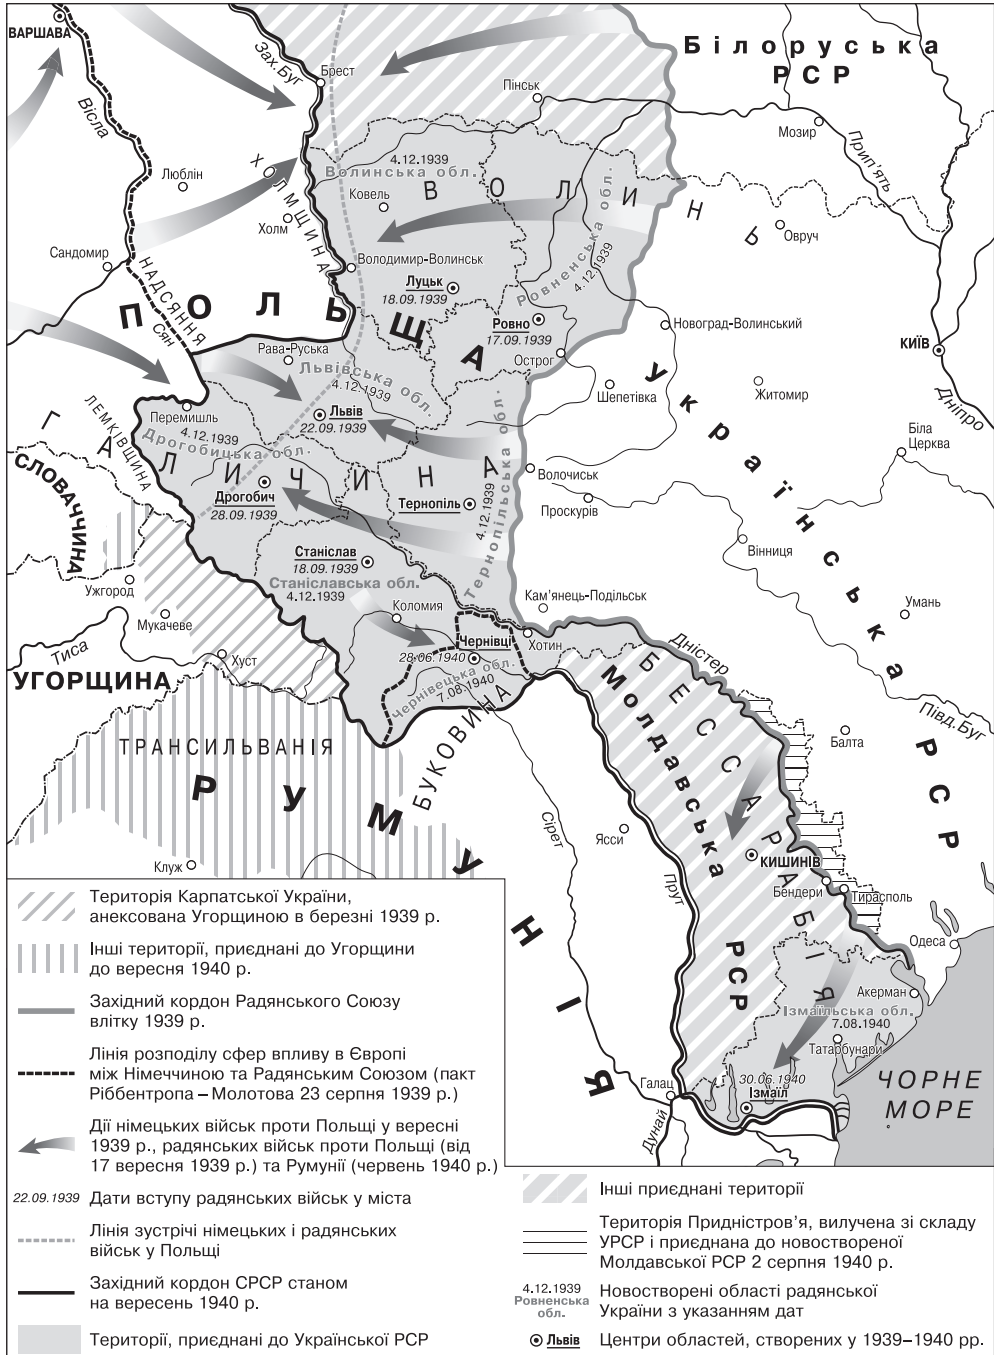 ВАРШАВА
Вісла
Зах. Буг
Брест
Пінськ
Білоруська
РСР
Мозир
Прип'ять
4.12.1939
Волинська обл.
Люблін
Ковель
ХОЛМЩИНА
Холм
ВОЛИНЬ
Овруч
Сандомир
Володимир-Волинськ
Луцьк
18.09.1939
Ровненська обл.
4.12.1939
НАДСЯННЯ
Сян
ПОЛЬЩА
Ровно
17.09.1939
Новоград-Волинський
КИЇВ
Рава-Руська
Острог
Львівська обл.
4.12.1939
Шепетівка
Житомир
Дніпро
ЛЕМКІВЩИНА
Перемишль
Львів
22.09.1939
Українська РСР
Біла
Церква
4.12.1939
Дрогобицька обл.
ГАЛИЧИНА
СЛОВАЧЧИНА
Волочиськ
Дрогобич
28.09.1939
Тернопіль
4.12.1939
Тернопільська обл.
Проскурів
Вінниця
Станіслав
18.09.1939
Станіславська обл.
4.12.1939
Ужгород
Кам'янець-Подільськ
Умань
Мукачеве
Коломия
Чернівці
28.06.1940
Хотин
Дністер
Тиса
Хуст
УГОРЩИНА
Чернівецька обл.
7.08.1940
БЕССАРАБІЯ
Молдавська РСР
Півд. Буг
Балта
ТРАНСИЛЬВАНІЯ
БУКОВИНА
РУМУНІЯ
Сірет
Ясси
Клуж
Прут
КИШИНІВ
Бендери
Тирасполь
Одеса
Акерман
Ізмаїльська обл.
7.08.1940
Татарбунари
30.06.1940
Ізмаїл
Галац
Дунай
ЧОРНЕ
МОРЕ
Територія Карпатської України,
анексована Угорщиною в березні 1939 р.
Інші території, приєднані до Угорщини
до вересня 1940 р.
Західний кордон Радянського Союзу
влітку 1939 р.
Лінія розподілу сфер впливу в Європі
між Німеччиною та Радянським Союзом (пакт
Ріббентропа – Молотова 23 серпня 1939 р.)
Дії німецьких військ проти Польщі у вересні
1939 р., радянських військ проти Польщі (від
17 вересня 1939 р.) та Румунії (червень 1940 р.)
22.09.1939 Дати вступу радянських військ у міста
Лінія зустрічі німецьких і радянських
військ у Польщі
Західний кордон СРСР станом
на вересень 1940 р.
Території, приєднані до Української РСР
Інші приєднані території
Територія Придністров'я, вилучена зі складу
УРСР і приєднана до новоствореної
Молдавської РСР 2 серпня 1940 р.
4.12.1939
Ровненська
обл.
Новостворені області радянської
України з указанням дат
Львів Центри областей, створених у 1939–1940 рр.